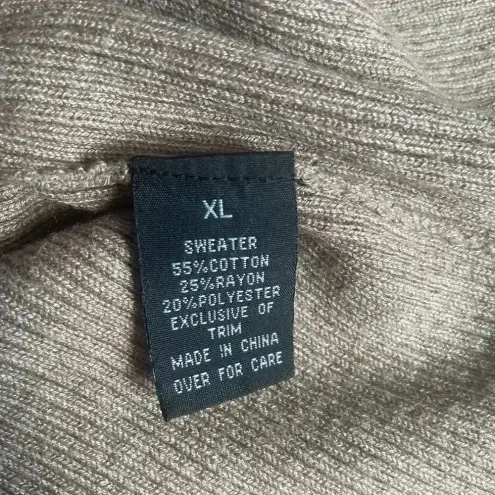 XL
SWEATER
55%COTTON
25%RAYON
20%POLYESTER
EXCLUSIVE OF
TRIM
MADE IN CHINA
OVER FOR CARE